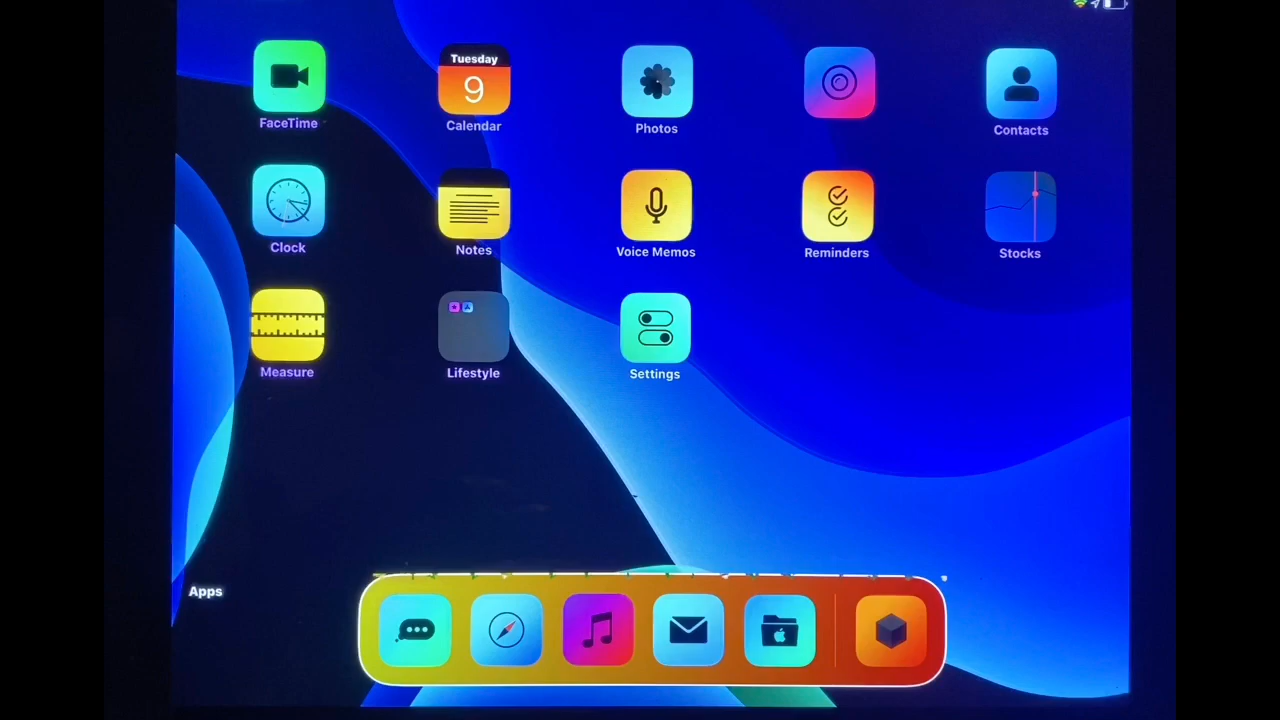 FaceTime
Tuesday
9
Calendar
Photos
Contacts
Clock
Notes
Voice Memos
Reminders
Stocks
Measure
Lifestyle
Settings
Apps